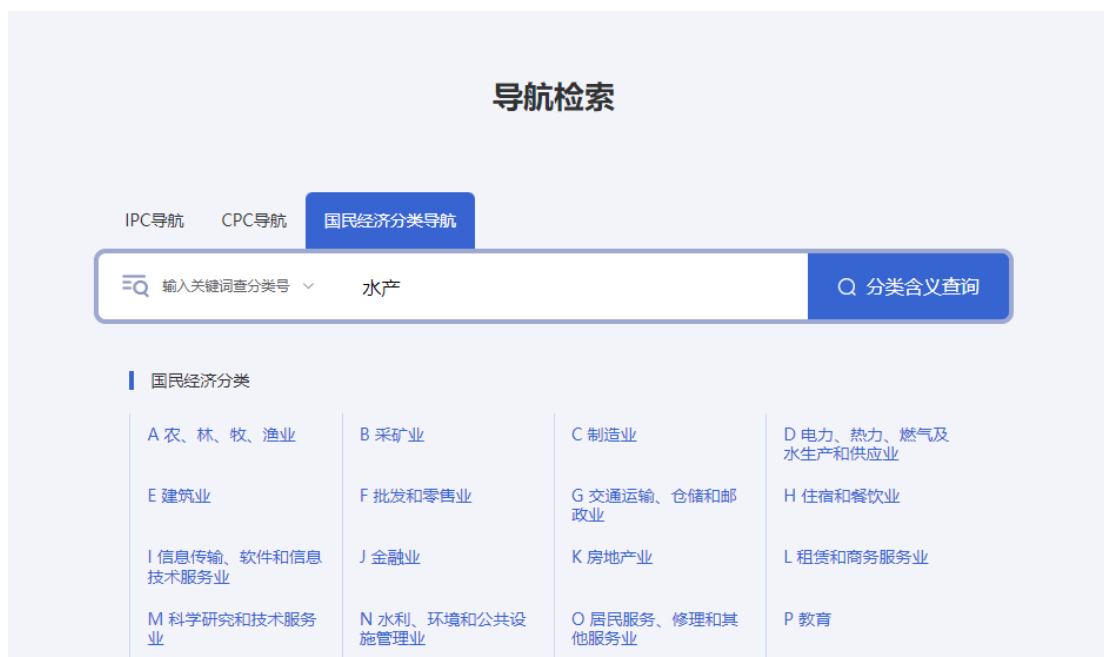 导航检索
IPC导航 CPC导航 国民经济分类导航
输入关键词查分类号 水产 分类含义查询
国民经济分类
A 农、林、牧、渔业 B 采矿业 C 制造业 D 电力、热力、燃气及
水生产和供应业
E 建筑业 F 批发和零售业 G 交通运输、仓储和邮
政业 H 住宿和餐饮业
I 信息传输、软件和信息
技术服务业 J 金融业 K 房地产业 L 租赁和商务服务业
M 科学研究和技术服务
业 N 水利、环境和公共设
施管理业 O 居民服务、修理和其
他服务业 P 教育